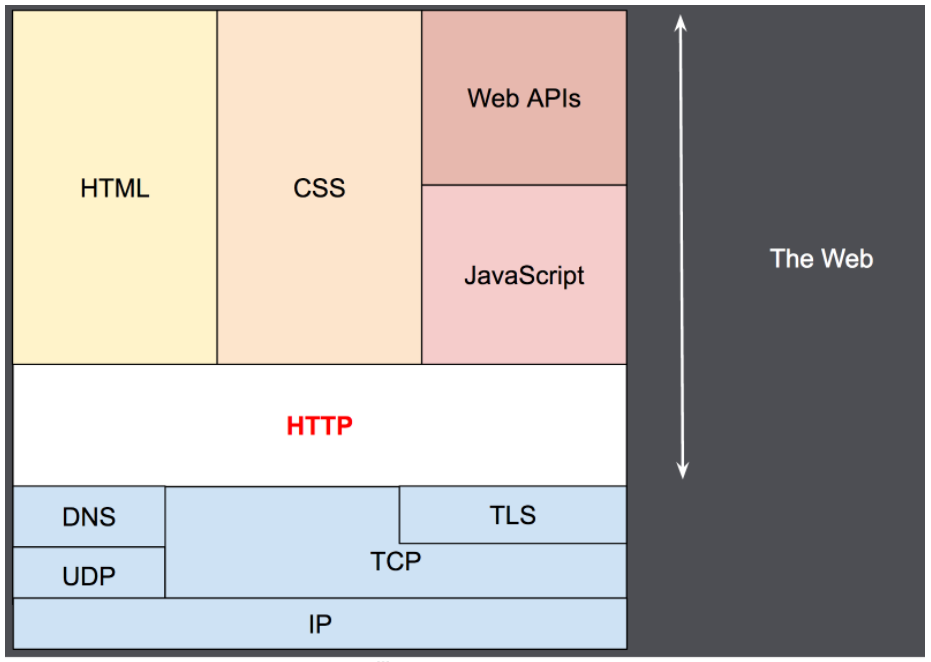 HTML
CSS
Web APIs
JavaScript
The Web
HTTP
DNS
TLS
UDP
TCP
IP